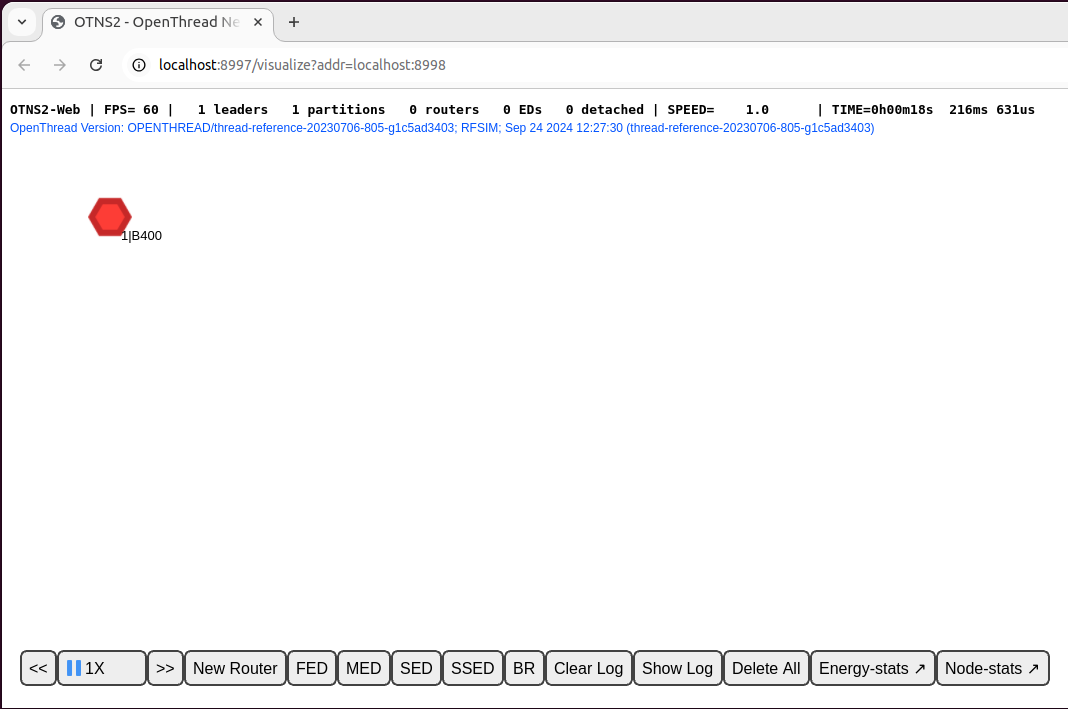 OTNS2 - OpenThread Ne
localhost:8997/visualize?addr=localhost:8998
OTNS2-Web | FPS= 60 | 1 leaders 1 partitions 0 routers 0 EDs 0 detached | SPEED= 1.0 | TIME=0h00m18s 216ms 631us
OpenThread Version: OPENTHREAD/thread-reference-20230706-805-g1c5ad3403; RFSIM; Sep 24 2024 12:27:30 (thread-reference-20230706-805-g1c5ad3403)
1|B400
<< 1X >> New Router FED MED SED SSED BR Clear Log Show Log Delete All Energy-stats ↗ Node-stats ↗